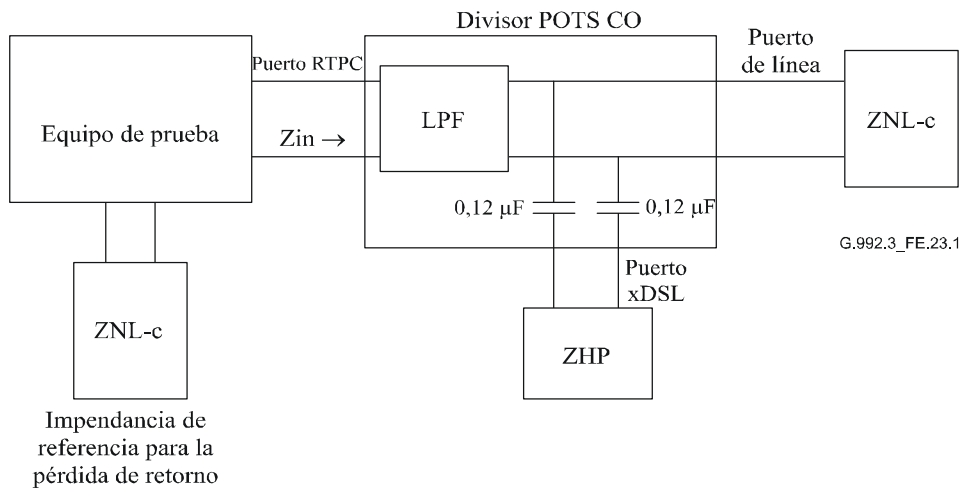 Divisor POTS CO
Equipo de prueba
Puerto RTPC
Zin →
LPF
Puerto
de línea
ZNL-c
0,12 µF
0,12 µF
G.992.3_FE.23.1
Puerto
xDSL
ZNL-c
ZHP
Impendancia de
referencia para la
pérdida de retorno